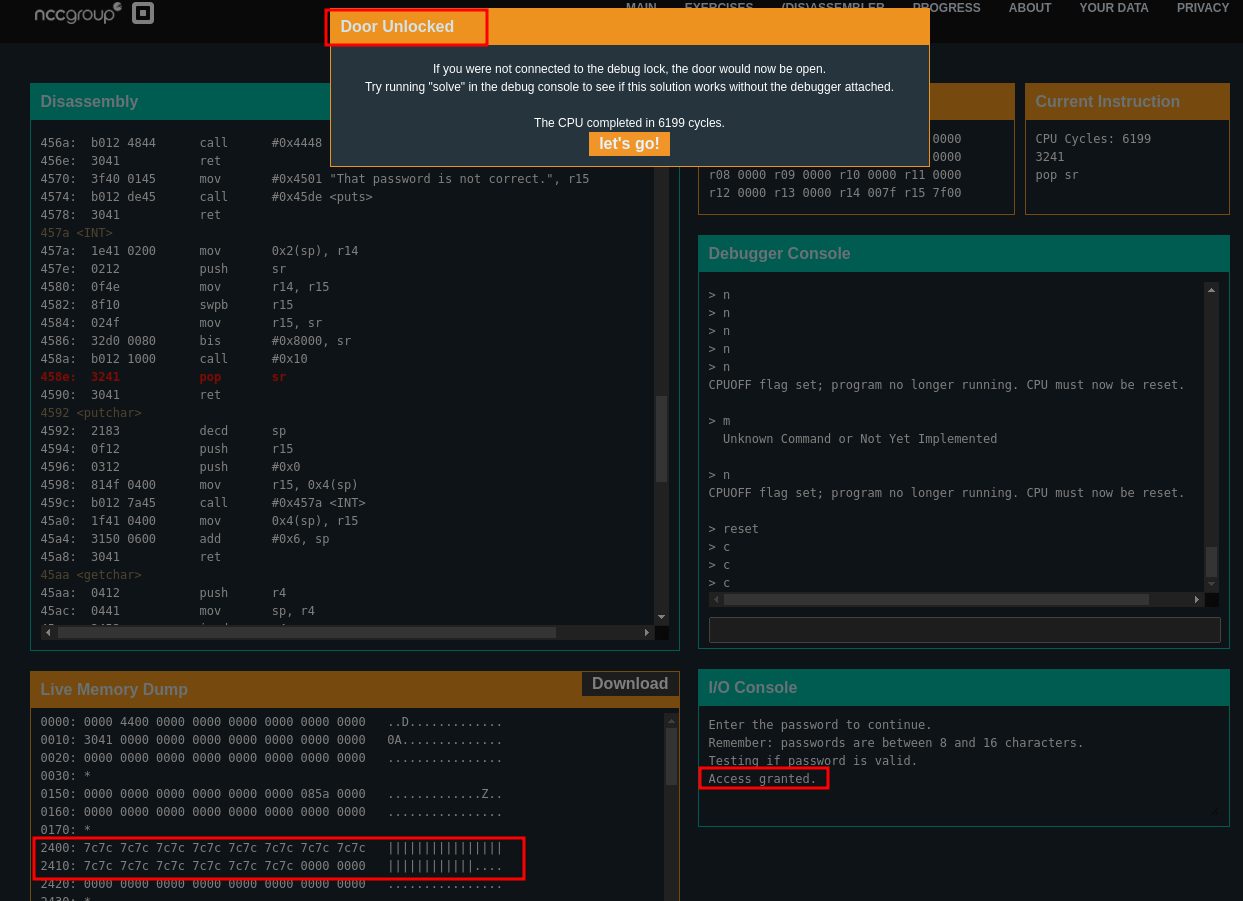 nccgroup
MAIN EXERCISES (DIS)ASSEMBLER PROGRESS ABOUT YOUR DATA PRIVACY
Door Unlocked
If you were not connected to the debug lock, the door would now be open.
Try running "solve" in the debug console to see if this solution works without the debugger attached.
The CPU completed in 6199 cycles.
let's go!
Disassembly
456a: b012 4844 call #0x4448
456e: 3041 ret
4570: 3f40 0145 mov #0x4501 "That password is not correct.", r15
4574: b012 de45 call #0x45de <puts>
4578: 3041 ret
457a <INT>
457a: 1e41 0200 mov 0x2(sp), r14
457e: 0212 push sr
4580: 0f4e mov r14, r15
4582: 8f10 swpb r15
4584: 024f mov r15, sr
4586: 32d0 0080 bis #0x8000, sr
458a: b012 1000 call #0x10
458e: 3241 pop sr
4590: 3041 ret
4592 <putchar>
4592: 2183 decd sp
4594: 0f12 push r15
4596: 0312 push #0x0
4598: 814f 0400 mov r15, 0x4(sp)
459c: b012 7a45 call #0x457a <INT>
45a0: 1f41 0400 mov 0x4(sp), r15
45a4: 3150 0600 add #0x6, sp
45a8: 3041 ret
45aa <getchar>
45aa: 0412 push r4
45ac: 0441 mov sp, r4
0000
0000
r08 0000 r09 0000 r10 0000 r11 0000
r12 0000 r13 0000 r14 007f r15 7f00
Current Instruction
CPU Cycles: 6199
3241
pop sr
Debugger Console
> n
> n
> n
> n
> n
CPUOFF flag set; program no longer running. CPU must now be reset.
> m
Unknown Command or Not Yet Implemented
> n
CPUOFF flag set; program no longer running. CPU must now be reset.
> reset
> c
> c
> c
Live Memory Dump
Download
0000: 0000 4400 0000 0000 0000 0000 0000 0000 ..D.............
0010: 3041 0000 0000 0000 0000 0000 0000 0000 0A..............
0020: 0000 0000 0000 0000 0000 0000 0000 0000 ................
0030: *
0150: 0000 0000 0000 0000 0000 0000 085a 0000 .............Z..
0160: 0000 0000 0000 0000 0000 0000 0000 0000 ................
0170: *
2400: 7c7c 7c7c 7c7c 7c7c 7c7c 7c7c 7c7c 7c7c ||||||||||||||||
2410: 7c7c 7c7c 7c7c 7c7c 7c7c 7c7c 0000 0000 ||||||||||||....
2420: 0000 0000 0000 0000 0000 0000 0000 0000 ................
2430: *
I/O Console
Enter the password to continue.
Remember: passwords are between 8 and 16 characters.
Testing if password is valid.
Access granted.